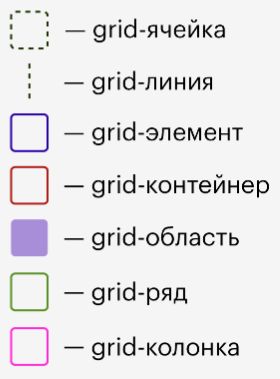 — grid-ячейка
— grid-линия
— grid-элемент
— grid-контейнер
— grid-область
— grid-ряд
— grid-колонка